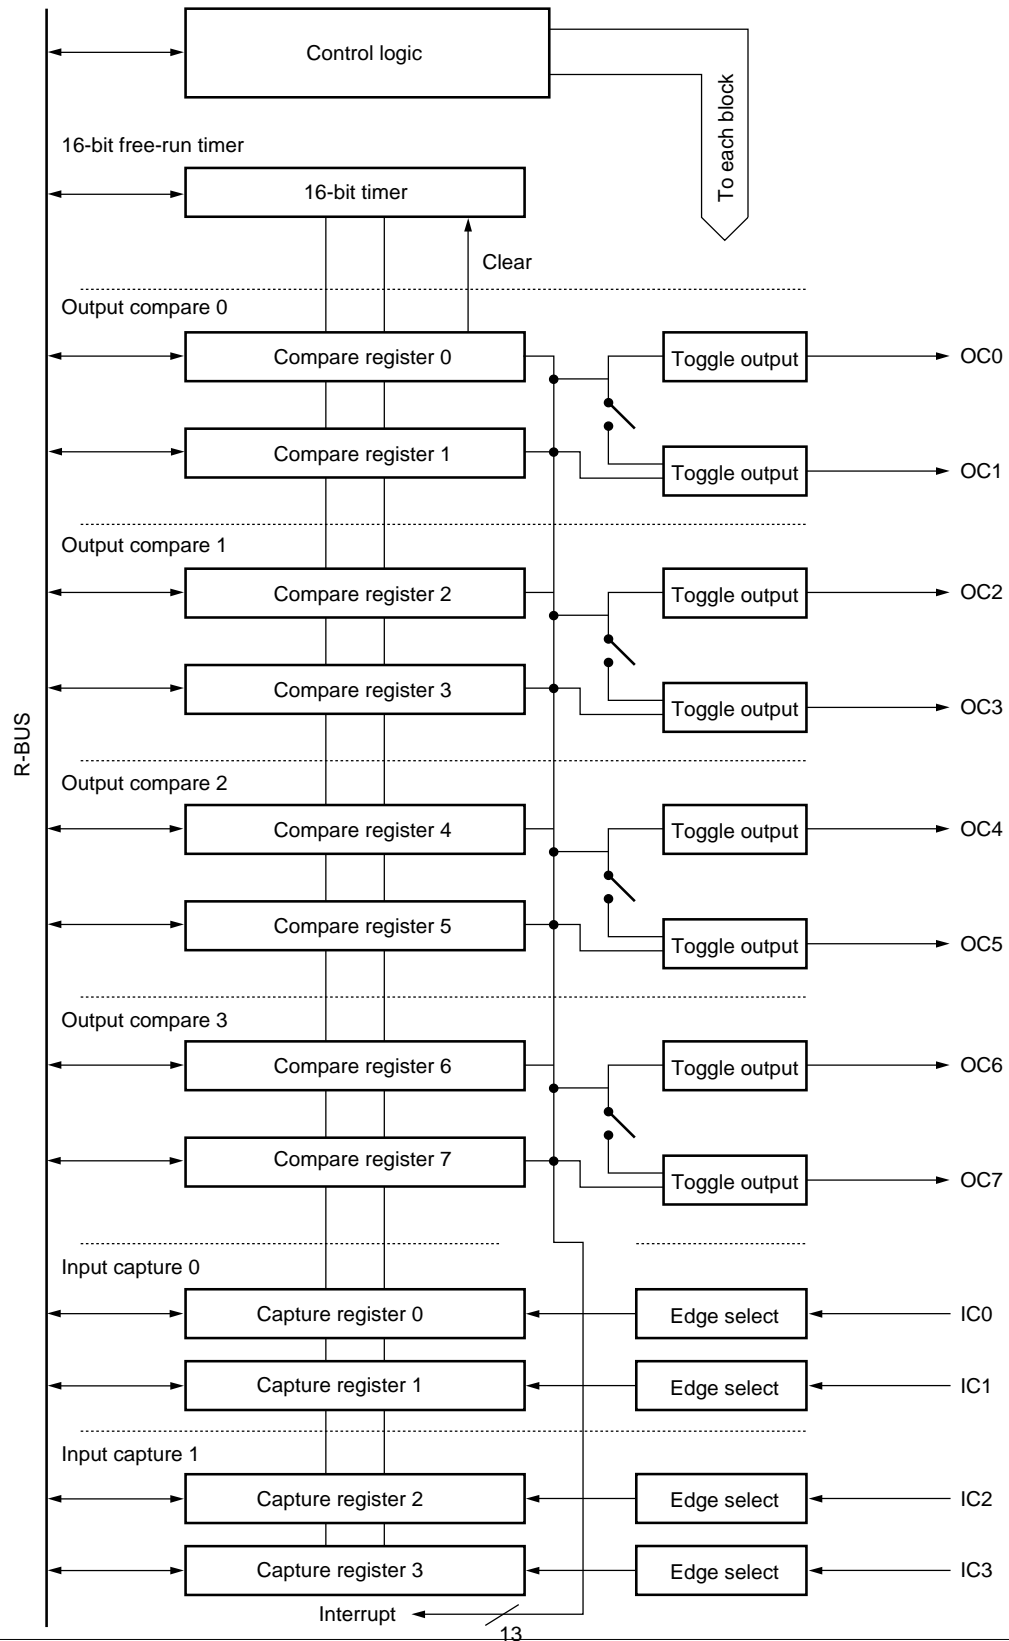 Control logic
To each block
16-bit free-run timer
16-bit timer
Clear
Output compare 0
Compare register 0
Toggle output
OC0
Compare register 1
Toggle output
OC1
Output compare 1
Compare register 2
Toggle output
OC2
Compare register 3
Toggle output
OC3
R-BUS
Output compare 2
Compare register 4
Toggle output
OC4
Compare register 5
Toggle output
OC5
Output compare 3
Compare register 6
Toggle output
OC6
Compare register 7
Toggle output
OC7
Input capture 0
Capture register 0
Edge select
IC0
Capture register 1
Edge select
IC1
Input capture 1
Capture register 2
Edge select
IC2
Capture register 3
Edge select
IC3
Interrupt
13